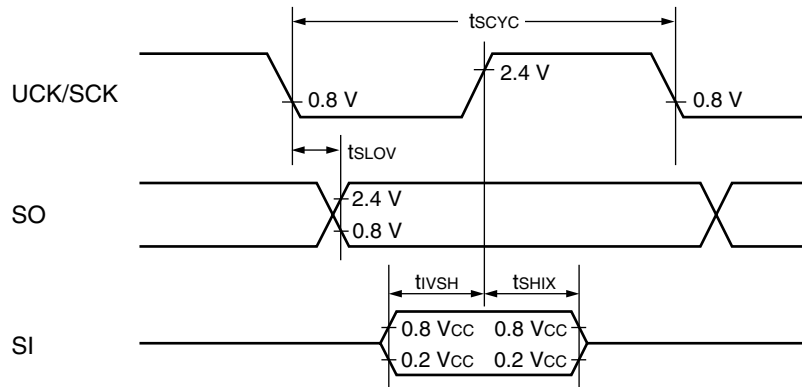 tSCYC
UCK/SCK
0.8 V
2.4 V
0.8 V
tSLOV
SO
2.4 V
0.8 V
tIVSH
tSHIX
SI
0.8 VCC 0.8 VCC
0.2 VCC 0.2 VCC